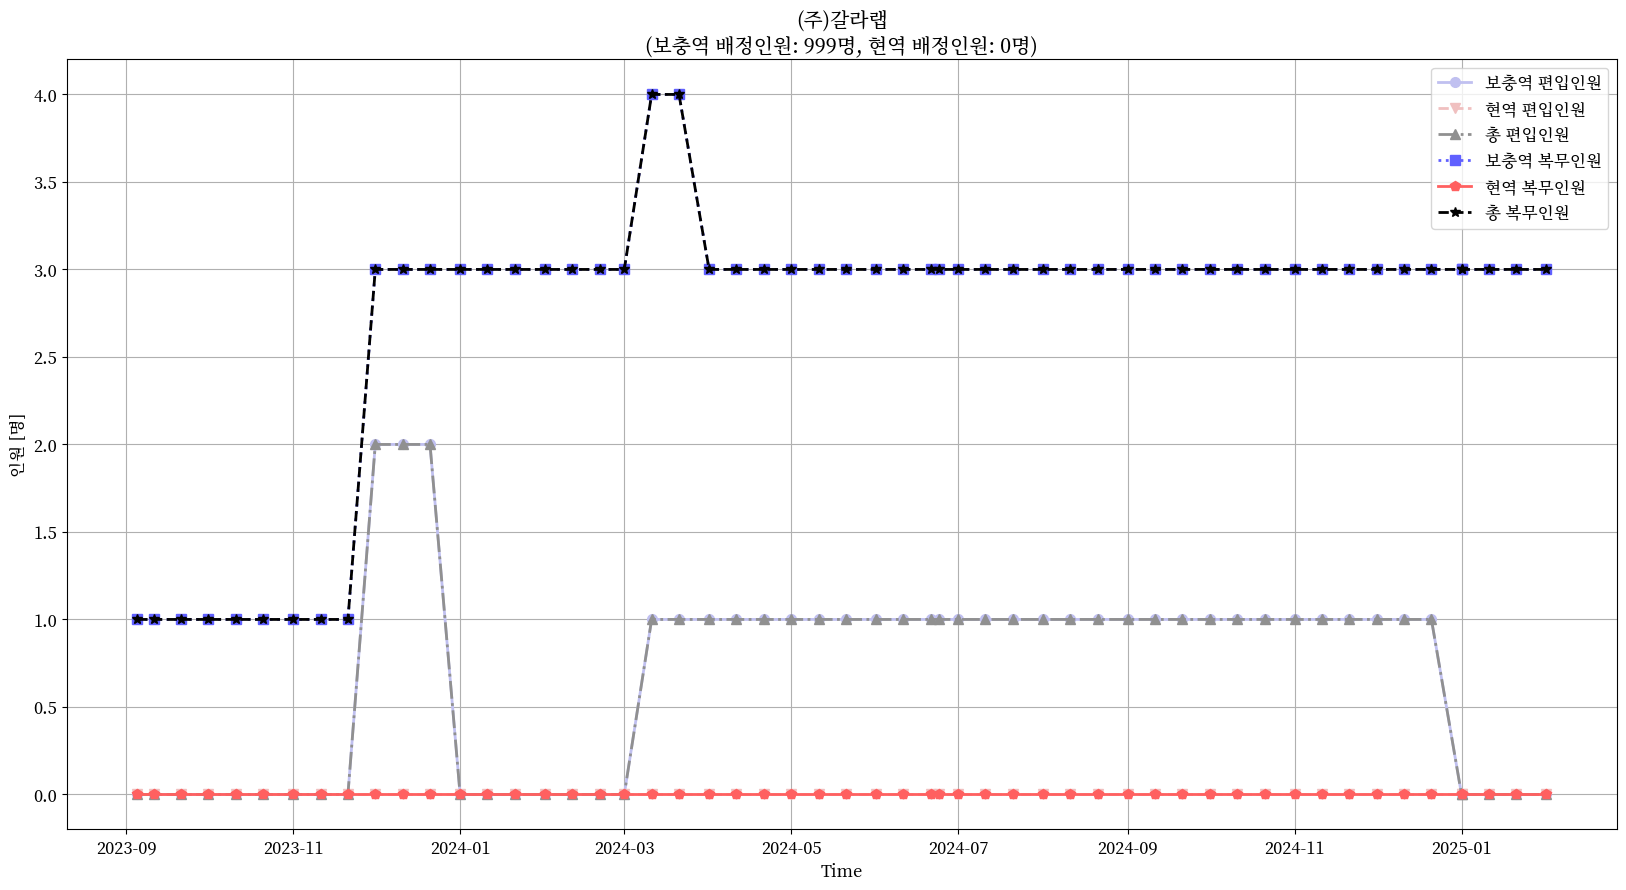 (주)갈라랩
(보충역 배정인원: 999명, 현역 배정인원: 0명)
보충역 편입인원
현역 편입인원
총 편입인원
보충역 복무인원
현역 복무인원
총 복무인원
인원 [명]
4.0
3.5
3.0
2.5
2.0
1.5
1.0
0.5
0.0
2023-09 2023-11 2024-01 2024-03 2024-05 2024-07 2024-09 2024-11 2025-01
Time